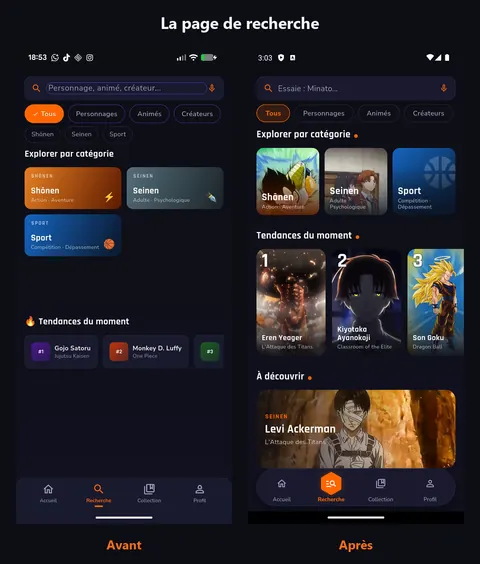 La page de recherche
18:53
Personnage, animé, créateur...
✓ Tous
Personnages
Animés
Créateurs
Shōnen
Seinen
Sport
Explorer par catégorie
SHŌNEN
Shōnen
Action · Aventure
SEINEN
Seinen
Adulte · Psychologique
SPORT
Sport
Compétition · Dépassement
🔥 Tendances du moment
#1
Gojo Satoru
Jujutsu Kaisen
#2
Monkey D. Luffy
One Piece
#3
Accueil
Recherche
Collection
Profil
Avant
3:03
Essaie : Minato...
Tous
Personnages
Animés
Créateurs
Explorer par catégorie
Shōnen
Action · Aventure
Seinen
Adulte ·
Psychologique
Sport
Compétition ·
Dépassement
Tendances du moment
1
Eren Yeager
L'Attaque des Titans
2
Kiyotaka
Ayanokoji
Classroom of the Elite
3
Son Goku
Dragon Ball
À découvrir
SEINEN
Levi Ackerman
L'Attaque des Titans
Accueil
Recherche
Collection
Profil
Après